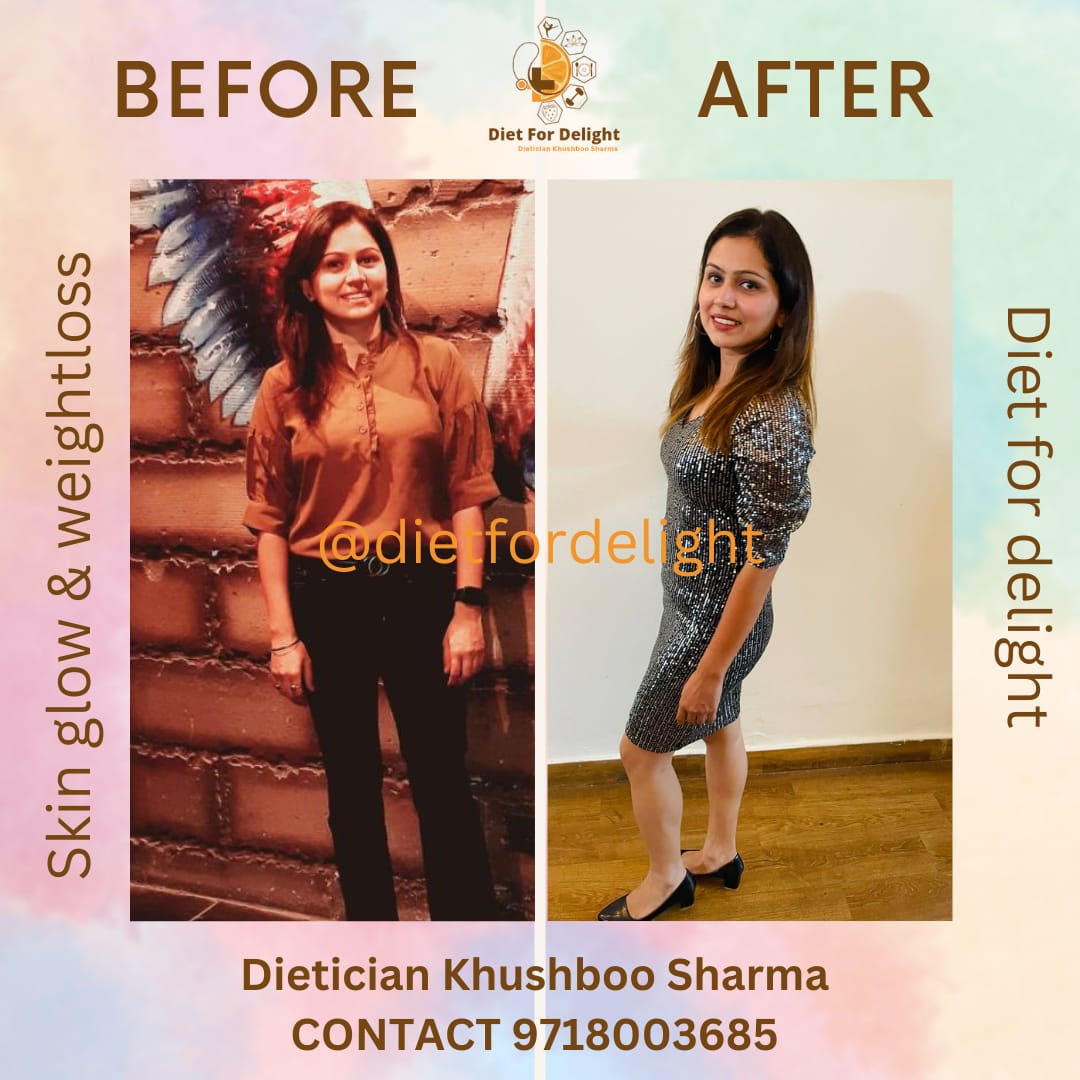 BEFORE
AFTER
Diet For Delight
Dietician Khushboo Sharma
Skin glow & weightloss
Diet for delight
@dietfordelight
Dietician Khushboo Sharma
CONTACT 9718003685